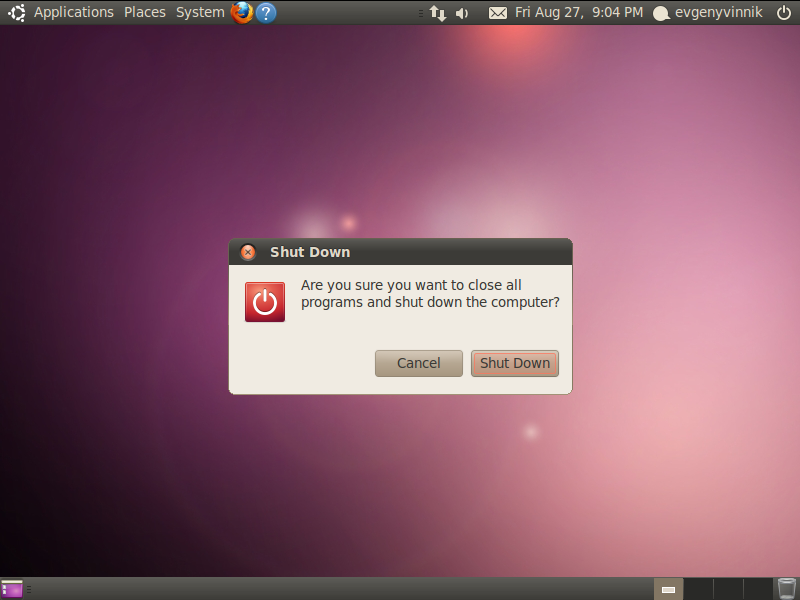 Applications Places System ? Fri Aug 27, 9:04 PM evgenyvinnik
Shut Down
Are you sure you want to close all
programs and shut down the computer?
Cancel Shut Down